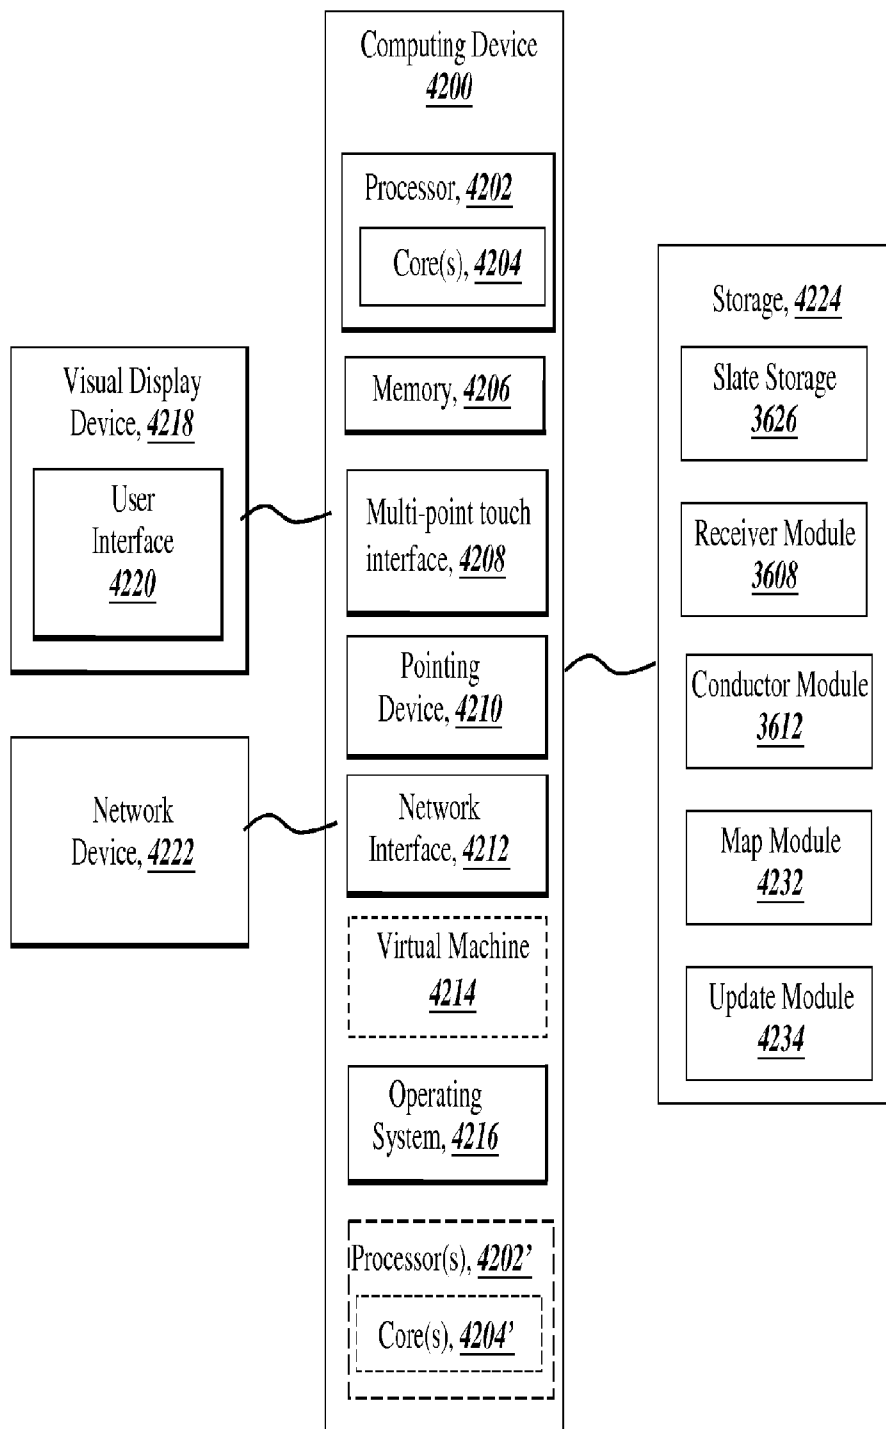 Computing Device
4200
Processor, 4202
Core(s), 4204
Memory, 4206
Multi-point touch
interface, 4208
Pointing
Device, 4210
Network
Interface, 4212
Virtual Machine
4214
Operating
System, 4216
Processor(s), 4202’
Core(s), 4204’
Visual Display
Device, 4218
User
Interface
4220
Network
Device, 4222
Storage, 4224
Slate Storage
3626
Receiver Module
3608
Conductor Module
3612
Map Module
4232
Update Module
4234